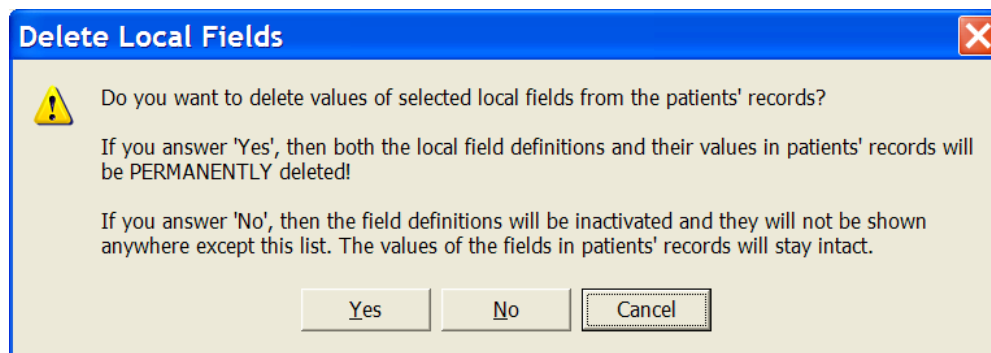 Delete Local Fields
Do you want to delete values of selected local fields from the patients' records?
If you answer 'Yes', then both the local field definitions and their values in patients' records will
be PERMANENTLY deleted!
If you answer 'No', then the field definitions will be inactivated and they will not be shown
anywhere except this list. The values of the fields in patients' records will stay intact.
Yes No Cancel